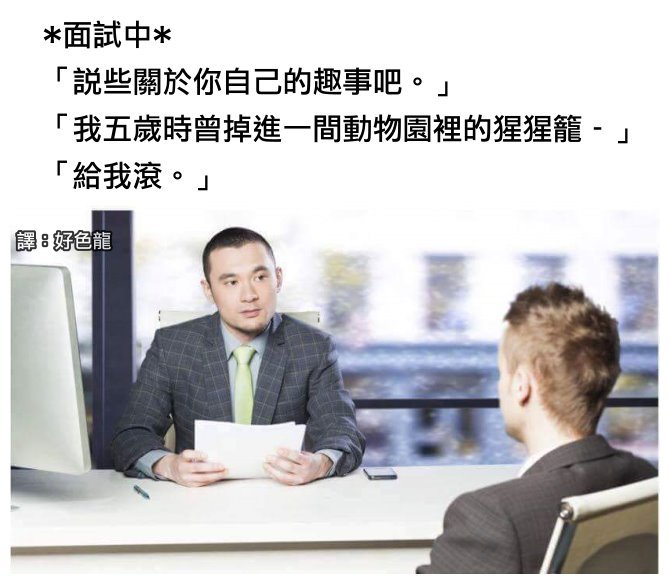 *面試中*
「説些關於你自己的趣事吧。」
「我五歲時曾掉進一間動物園裡的猩猩籠 - 」
「給我滾。」
譯：好色龍